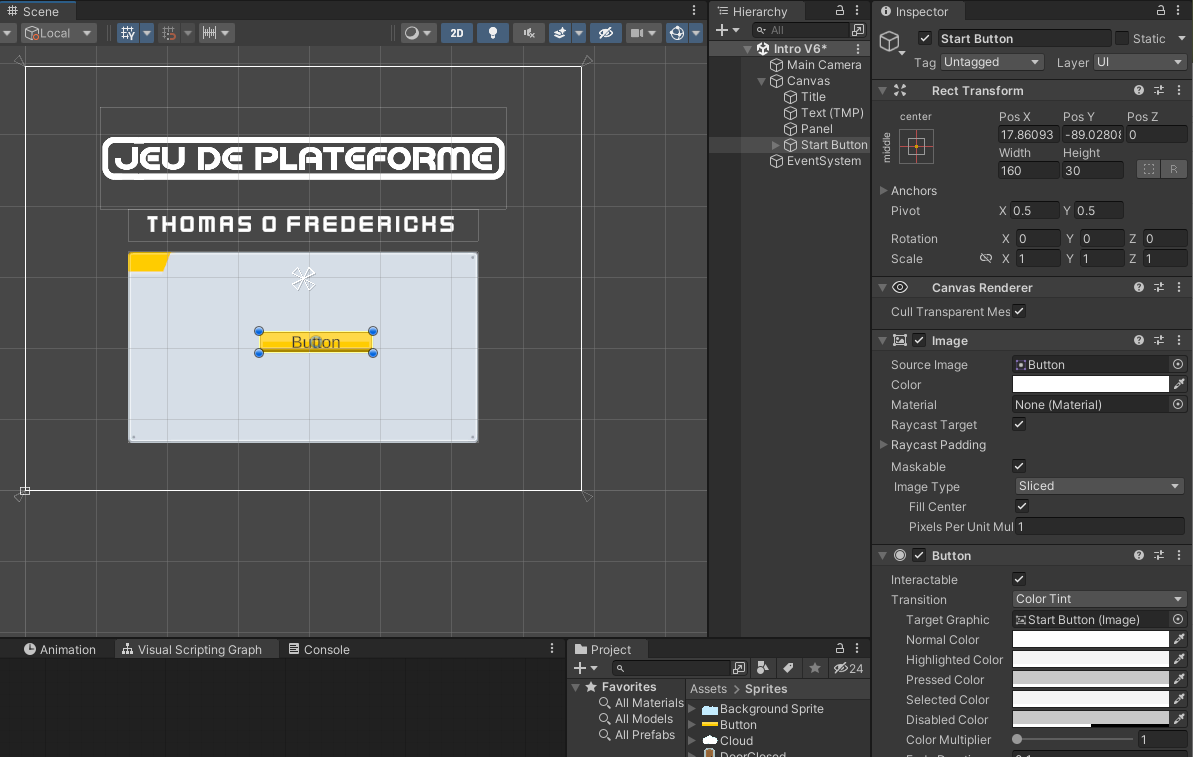 Scene
Local
2D
JEU DE PLATEFORME
THOMAS O FREDERICHS
Button
Hierarchy
All
Intro V6*
Main Camera
Canvas
Title
Text (TMP)
Panel
Start Button
EventSystem
Inspector
Start Button
Static
Tag Untagged Layer UI
Rect Transform
center
middle
Pos X Pos Y Pos Z
17.86093 -89.0280 0
Width Height
160 30
R
Anchors
Pivot X 0.5 Y 0.5
Rotation X 0 Y 0 Z 0
Scale X 1 Y 1 Z 1
Canvas Renderer
Cull Transparent Mes
Image
Source Image Button
Color
Material None (Material)
Raycast Target
Raycast Padding
Maskable
Image Type Sliced
Fill Center
Pixels Per Unit Mul 1
Button
Interactable
Transition Color Tint
Target Graphic Start Button (Image)
Normal Color
Highlighted Color
Pressed Color
Selected Color
Disabled Color
Color Multiplier 1
Animation Visual Scripting Graph Console
Project
24
Favorites
All Materials
All Models
All Prefabs
Assets > Sprites
Background Sprite
Button
Cloud
DoorClosed